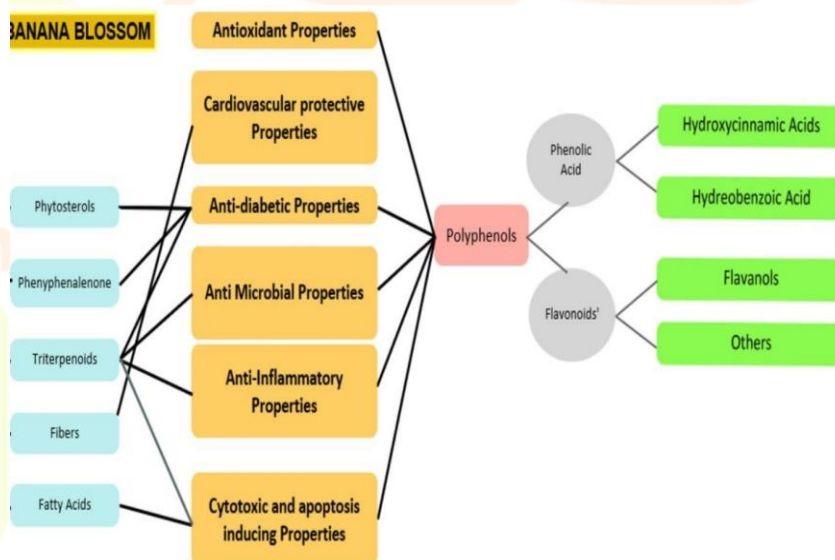 BANANA BLOSSOM
Antioxidant Properties
Cardiovascular protective
Properties
Anti-diabetic Properties
Anti Microbial Properties
Anti-Inflammatory
Properties
Cytotoxic and apoptosis
inducing Properties
Phytosterols
Phenyphalenone
Triterpenoids
Fibers
Fatty Acids
Polyphenols
Phenolic
Acid
Flavonoids'
Hydroxycinnamic Acids
Hydreobenzoic Acid
Flavanols
Others